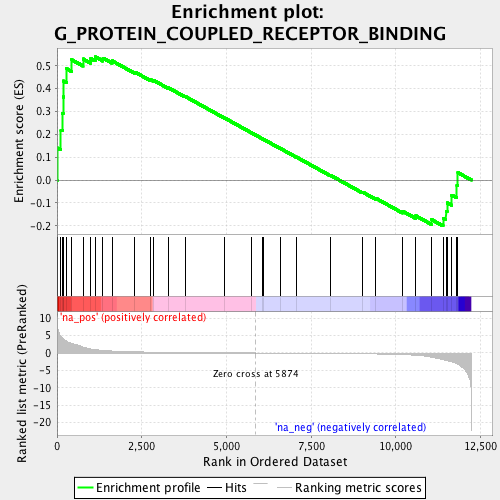 Enrichment plot:
G_PROTEIN_COUPLED_RECEPTOR_BINDING
Enrichment score (ES)
0.5
0.4
0.3
0.2
0.1
0.0
-0.1
-0.2
'na_pos' (positively correlated)
Ranked list metric (PreRanked)
10
5
0
-5
-10
-15
-20
Zero cross at 5874
'na_neg' (negatively correlated)
0
2,500
5,000
7,500
10,000
12,500
Rank in Ordered Dataset
Enrichment profile
Hits
Ranking metric scores